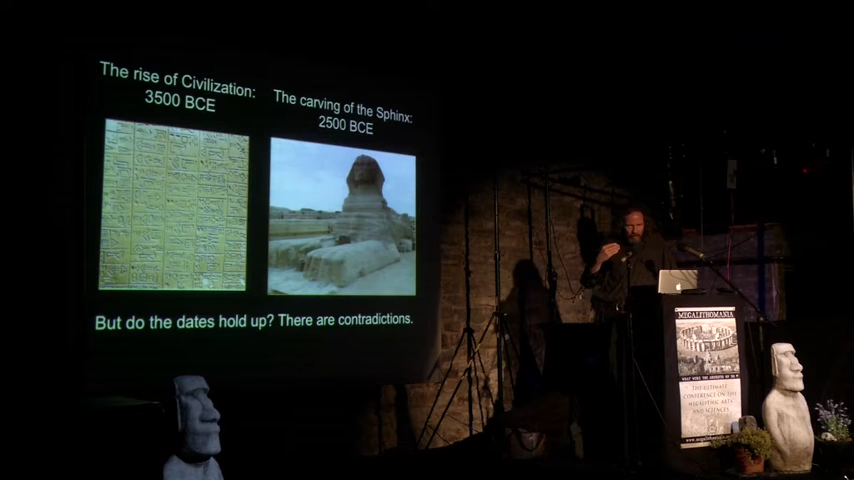 The rise of Civilization:
3500 BCE
The carving of the Sphinx:
2500 BCE
But do the dates hold up? There are contradictions.
MEGALITHOMANIA
THE ULTIMATE
CONFERENCE ON THE
MEGALITHIC ARTS
AND SCIENCES